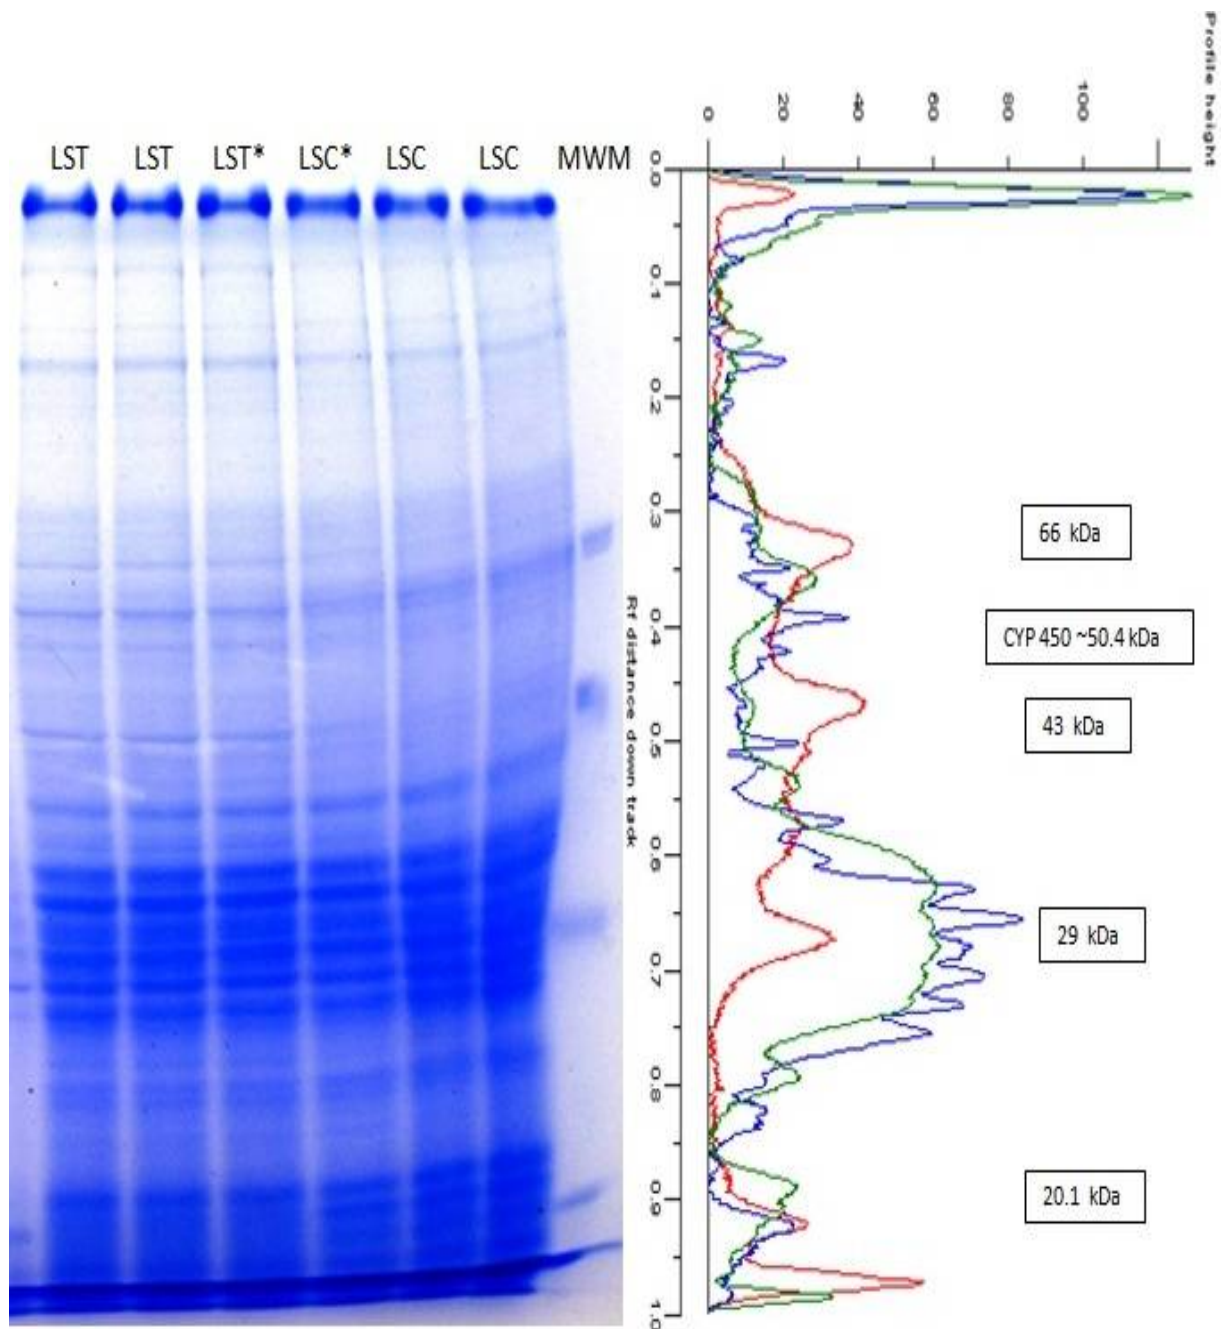 Profile height
0 20 40 60 80 100
LST LST LST* LSC* LSC LSC MWM
0.0
0.1
0.2
0.3
66 kDa
Rf distance down track
0.4
CYP 450 ~50.4 kDa
43 kDa
0.5
0.6
29 kDa
0.7
0.8
20.1 kDa
0.9
1.0